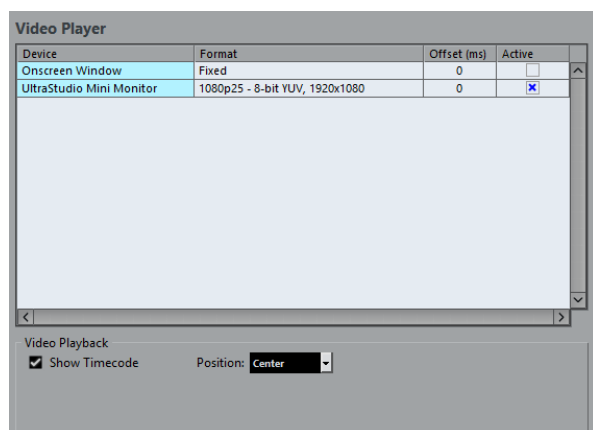 Video Player
Device Format Offset (ms) Active
Onscreen Window Fixed 0
UltraStudio Mini Monitor 1080p25 - 8-bit YUV, 1920x1080 0
Video Playback
Show Timecode Position: Center